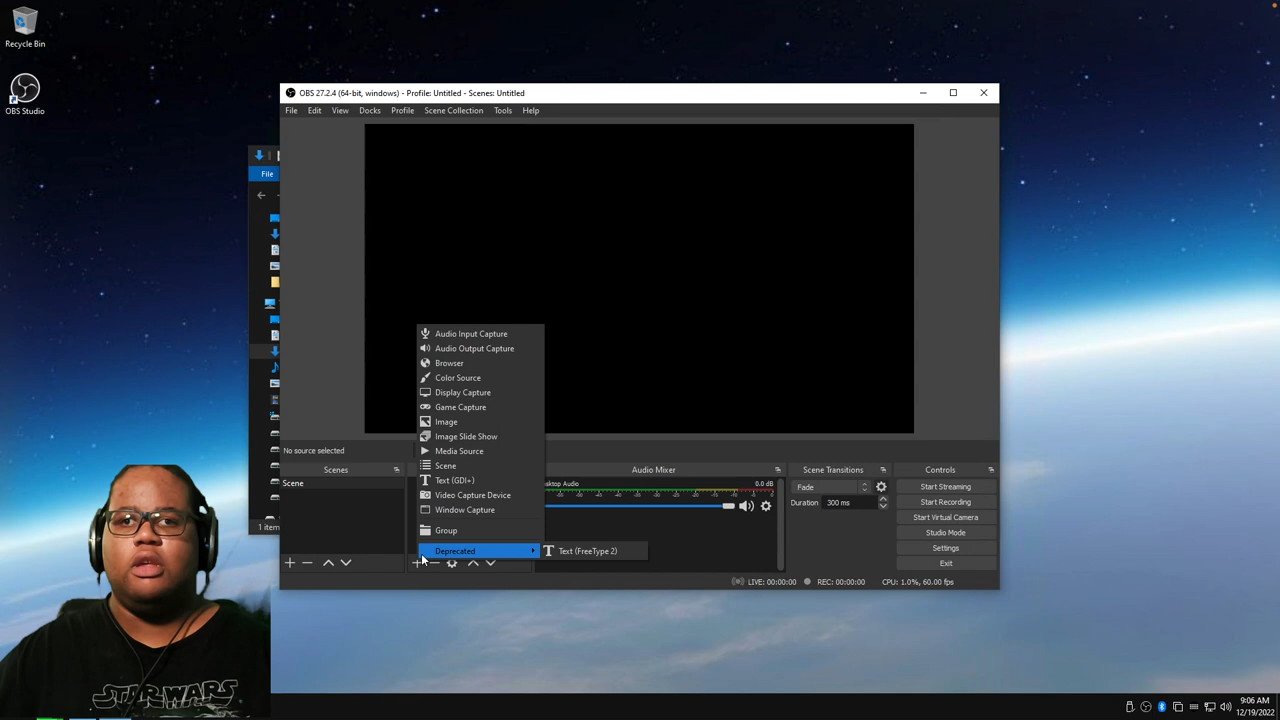 Recycle Bin
OBS Studio
OBS 27.2.4 (64-bit, windows) - Profile: Untitled - Scenes: Untitled
File Edit View Docks Profile Scene Collection Tools Help
File
Audio Input Capture
Audio Output Capture
Browser
Color Source
Display Capture
Game Capture
Image
Image Slide Show
Media Source
Scene
Text (GDI+)
Video Capture Device
Window Capture
Group
Deprecated
Text (FreeType 2)
No source selected
Scenes
Scene
Audio Mixer
0.0 dB
Scene Transitions
Fade
Duration 300 ms
Controls
Start Streaming
Start Recording
Start Virtual Camera
Studio Mode
Settings
Exit
LIVE: 00:00:00 REC: 00:00:00 CPU: 1.0%, 60.00 fps
STAR WARS
9:06 AM
12/19/2022